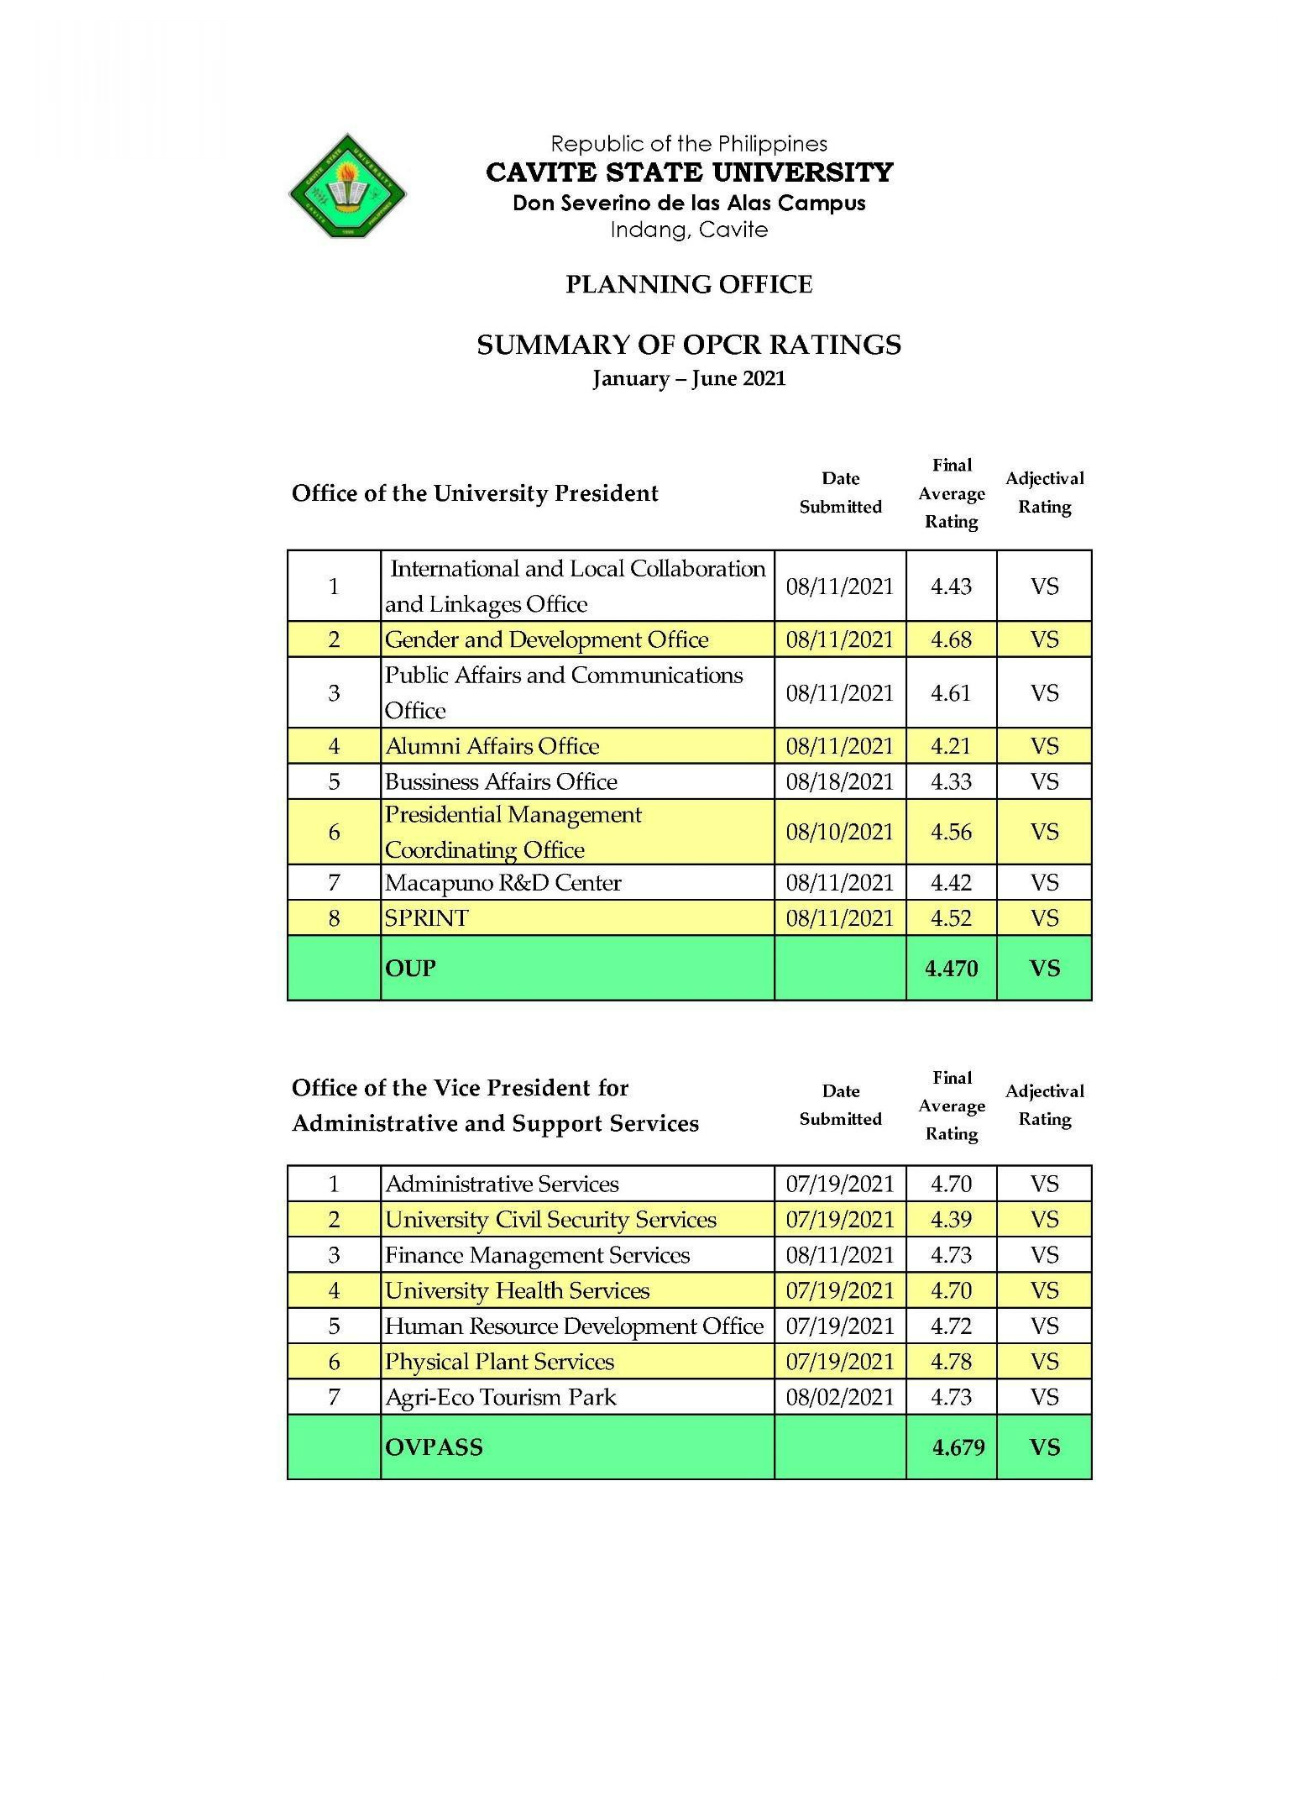 Republic of the Philippines
CAVITE STATE UNIVERSITY
Don Severino de las Alas Campus
Indang, Cavite
PLANNING OFFICE
SUMMARY OF OPCR RATINGS
January – June 2021
Office of the University President Date Submitted Final Average Rating Adjectival Rating
1 International and Local Collaboration
and Linkages Office 08/11/2021 4.43 VS
2 Gender and Development Office 08/11/2021 4.68 VS
3 Public Affairs and Communications
Office 08/11/2021 4.61 VS
4 Alumni Affairs Office 08/11/2021 4.21 VS
5 Bussiness Affairs Office 08/18/2021 4.33 VS
6 Presidential Management
Coordinating Office 08/10/2021 4.56 VS
7 Macapuno R&D Center 08/11/2021 4.42 VS
8 SPRINT 08/11/2021 4.52 VS
OUP 4.470 VS
Office of the Vice President for
Administrative and Support Services Date Submitted Final Average Rating Adjectival Rating
1 Administrative Services 07/19/2021 4.70 VS
2 University Civil Security Services 07/19/2021 4.39 VS
3 Finance Management Services 08/11/2021 4.73 VS
4 University Health Services 07/19/2021 4.70 VS
5 Human Resource Development Office 07/19/2021 4.72 VS
6 Physical Plant Services 07/19/2021 4.78 VS
7 Agri-Eco Tourism Park 08/02/2021 4.73 VS
OVPASS 4.679 VS